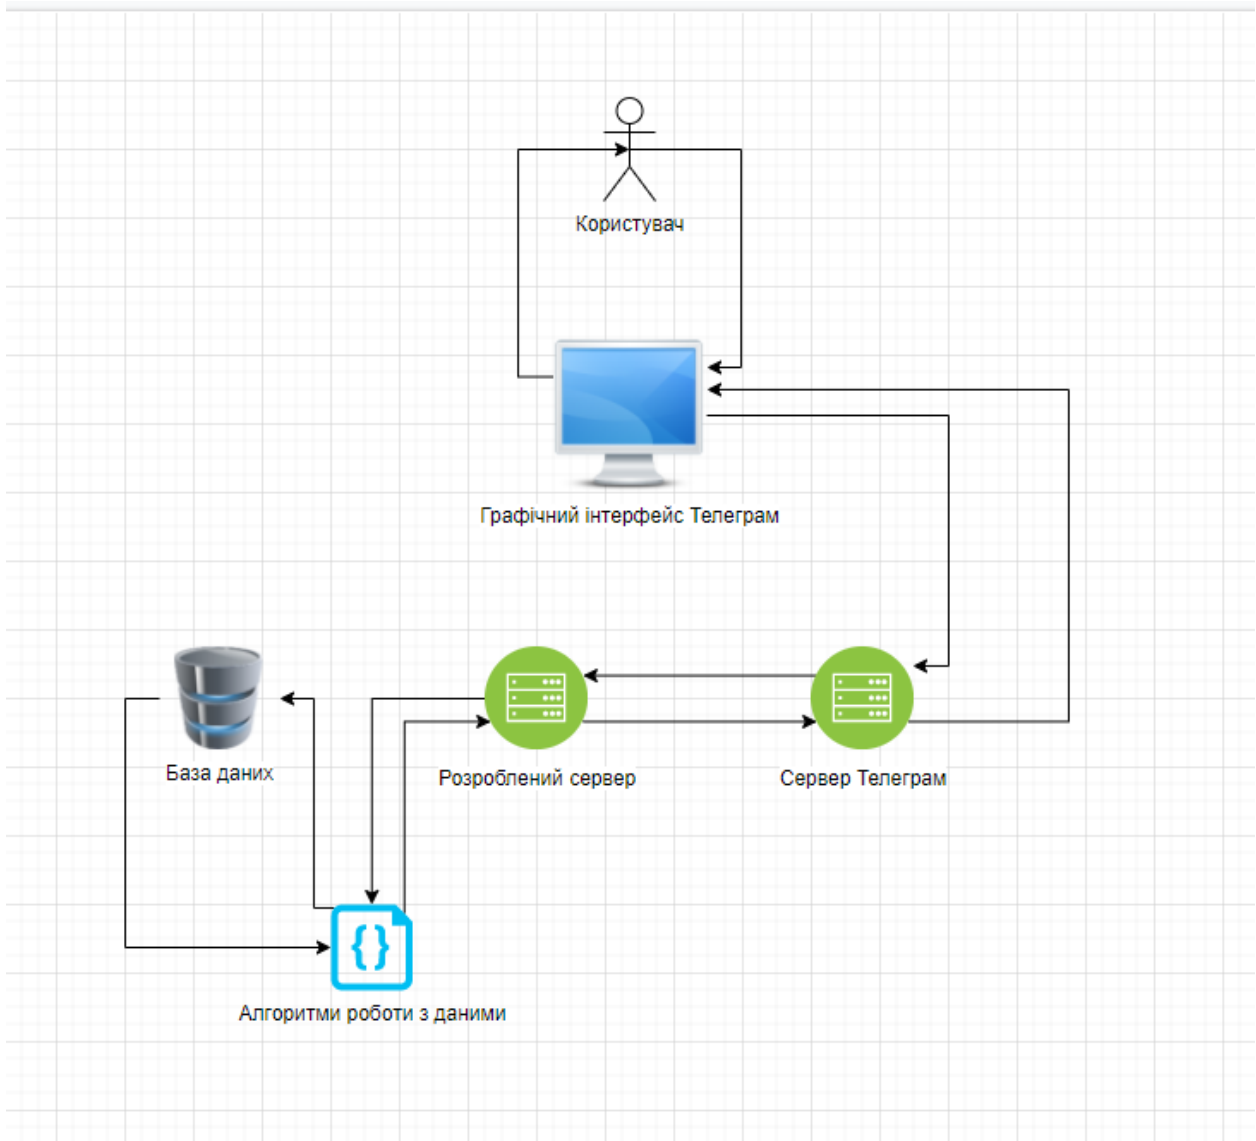 Користувач
Графічний інтерфейс Телеграм
База даних
Розроблений сервер
Сервер Телеграм
{}
Алгоритми роботи з даними